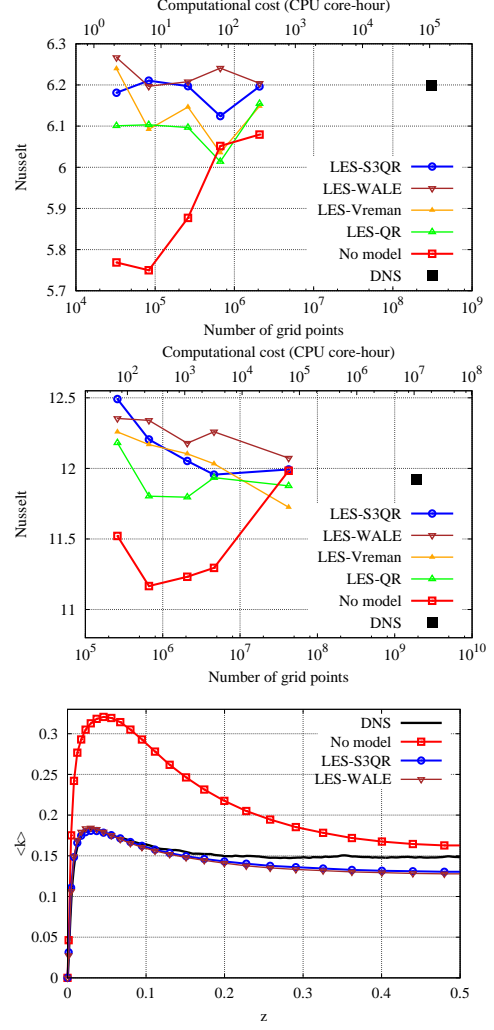 Computational cost (CPU core-hour)
10^0 10^1 10^2 10^3 10^4 10^5
6.3
6.2
6.1
6
5.9
5.8
5.7
Nusselt
LES-S3QR
LES-WALE
LES-Vreman
LES-QR
No model
DNS
10^4 10^5 10^6 10^7 10^8 10^9
Number of grid points
Computational cost (CPU core-hour)
10^2 10^3 10^4 10^5 10^6 10^7 10^8
12.5
12
11.5
11
Nusselt
LES-S3QR
LES-WALE
LES-Vreman
LES-QR
No model
DNS
10^5 10^6 10^7 10^8 10^9 10^10
Number of grid points
0.3
0.25
0.2
0.15
0.1
0.05
0
<k>
DNS
No model
LES-S3QR
LES-WALE
0 0.1 0.2 0.3 0.4 0.5
z